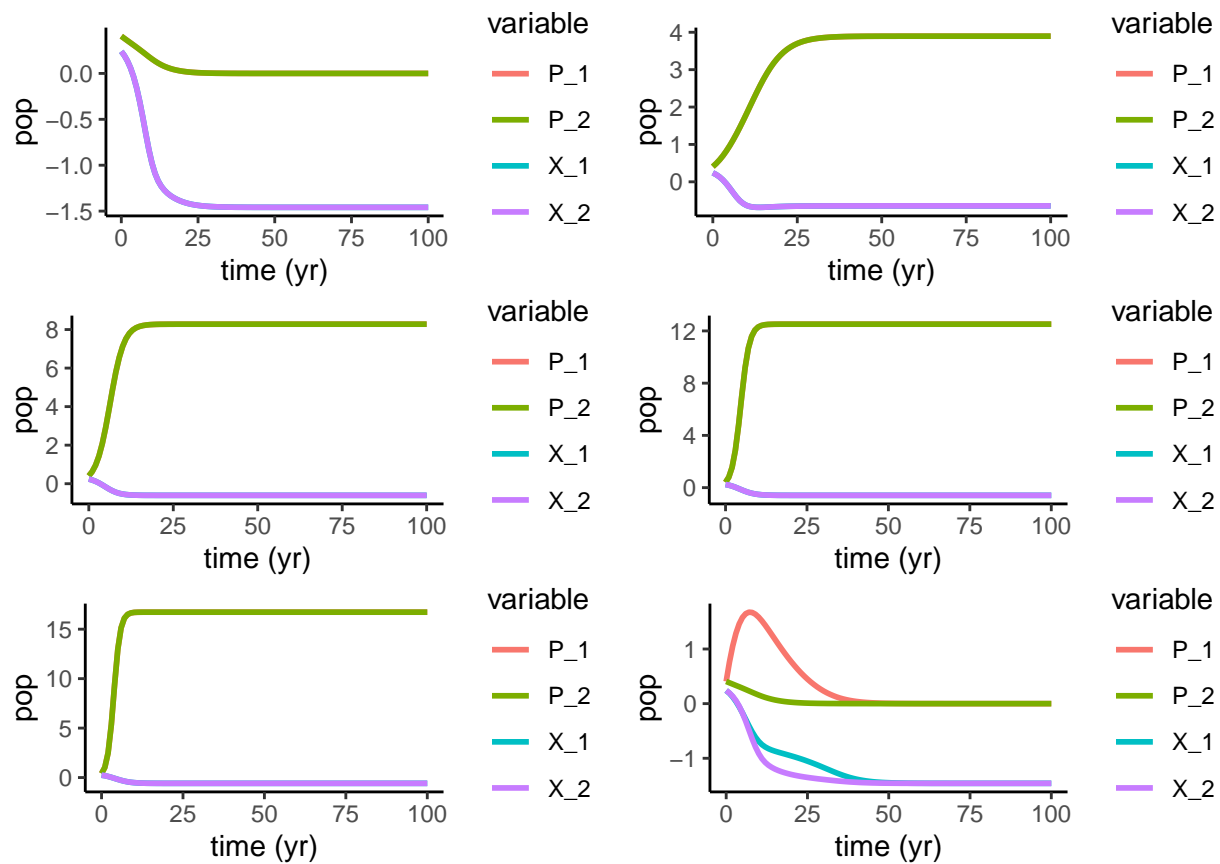 variable
pop
0.0
−0.5
−1.0
−1.5
0 25 50 75 100
time (yr)
P_1
P_2
X_1
X_2
variable
pop
4
3
2
1
0
0 25 50 75 100
time (yr)
P_1
P_2
X_1
X_2
variable
pop
8
6
4
2
0
0 25 50 75 100
time (yr)
P_1
P_2
X_1
X_2
variable
pop
12
8
4
0
0 25 50 75 100
time (yr)
P_1
P_2
X_1
X_2
variable
pop
15
10
5
0
0 25 50 75 100
time (yr)
P_1
P_2
X_1
X_2
variable
pop
1
0
−1
0 25 50 75 100
time (yr)
P_1
P_2
X_1
X_2